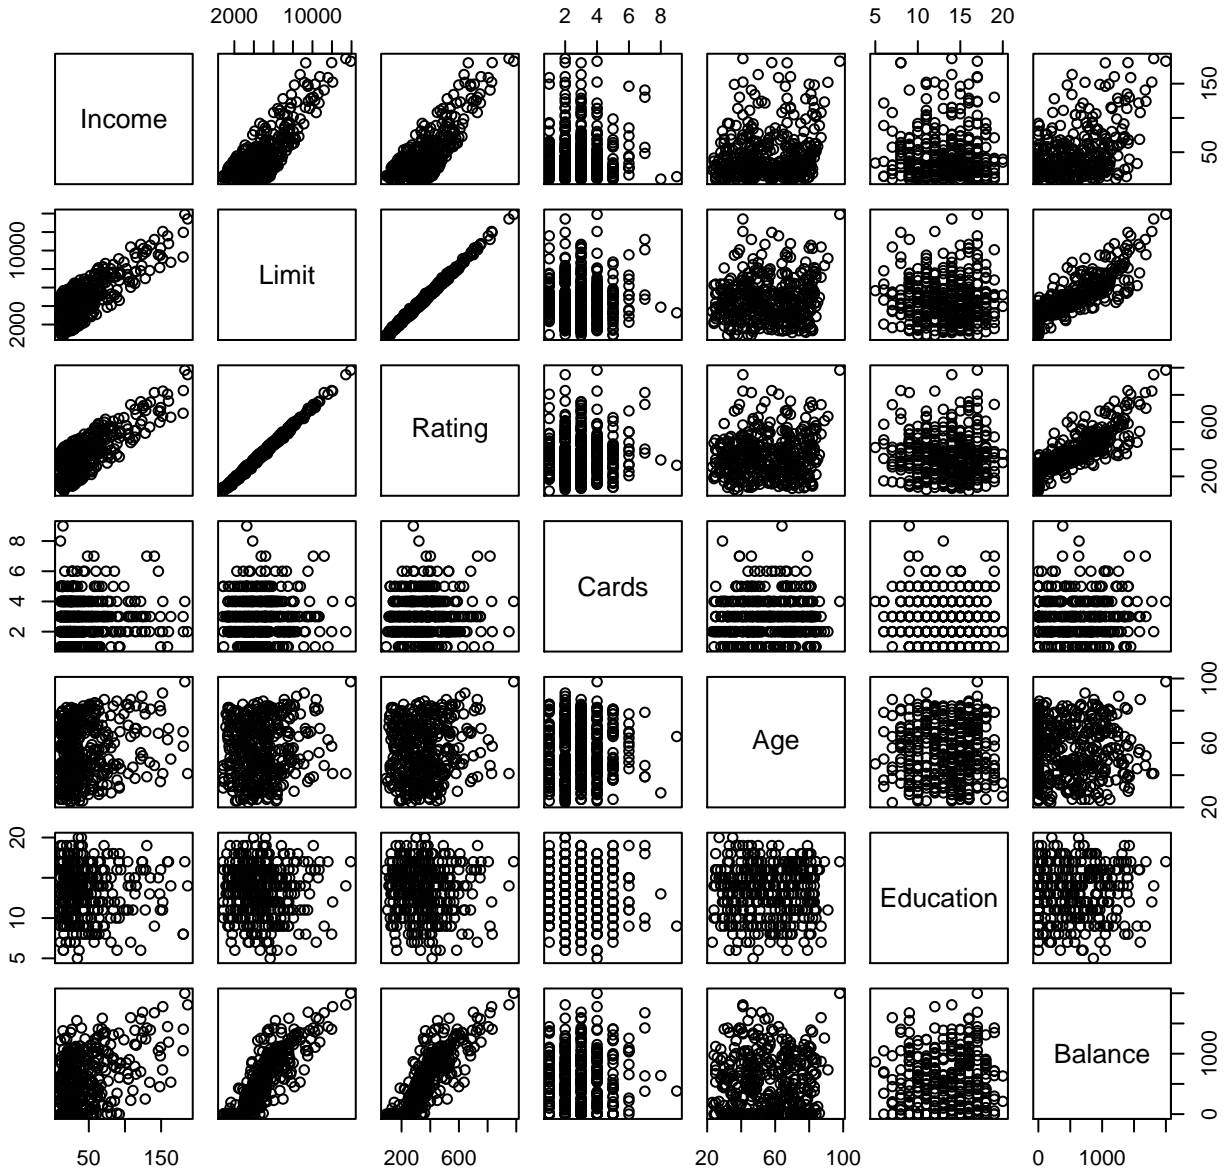 2000 10000 2 4 6 8 5 10 15 20
Income 50 150
2000 10000 Limit
Rating 200 600
2 4 6 8 Cards
Age 20 60 100
5 10 20 Education
Balance 0 1000
50 150 200 600 20 60 100 0 1000